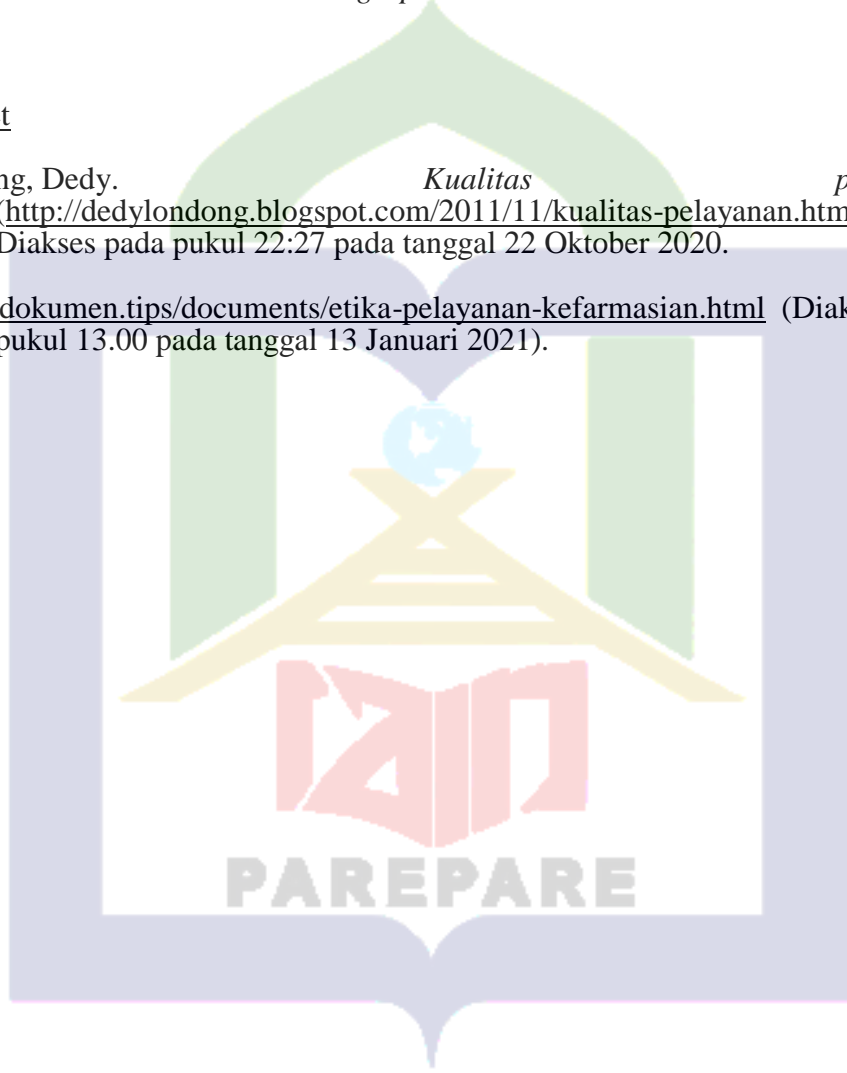 t
ng, Dedy. Kualitas p
(http://dedylondong.blogspot.com/2011/11/kualitas-pelayanan.htm
Diakses pada pukul 22:27 pada tanggal 22 Oktober 2020.
dokumen.tips/documents/etika-pelayanan-kefarmasian.html (Diak
pukul 13.00 pada tanggal 13 Januari 2021).
iain
PAREPARE